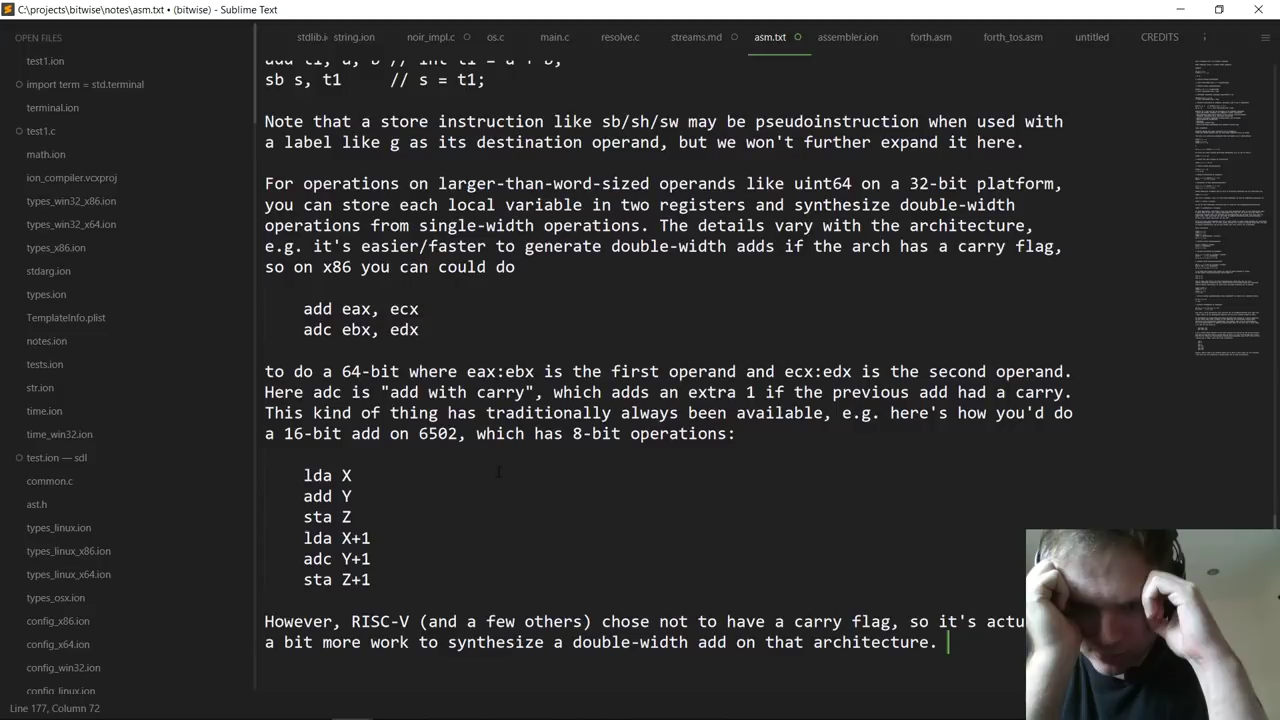 C:\projects\bitwise\notes\asm.txt • (bitwise) - Sublime Text
OPEN FILES
test1.ion
import term = std.terminal
terminal.ion
test1.c
math.ion
ion_compiler.vcxproj
types_win32_x86.ion
types_win32_x64.ion
types_x86.ion
stdarg.ion
types.ion
TemplateInfo.plist
notes.ion
tests.ion
str.ion
time.ion
time_win32.ion
test.ion — sdl
common.c
ast.h
types_linux.ion
types_linux_x86.ion
types_linux_x64.ion
types_osx.ion
config_x86.ion
config_x64.ion
config_win32.ion
config_linux.ion
stdlib.i string.ion noir_impl.c os.c main.c resolve.c streams.md asm.txt assembler.ion forth.asm forth_tos.asm untitled CREDITS
add t1, a, b // int t1 = a + b;
sb s, t1 // s = t1;
Note that a store instruction like sb/sh/sw may be pseudoinstruction when used with
a label like g as its destination operand, but we won't further expand it here.
For operations on larger-than-word-sized operands like uint64 on a 32-bit platform,
you can store each local variable in two registers and synthesize double-width
operations from single-width operations. The details vary with the architecture,
e.g. it's easier/faster to generate double-width adds if the arch has a carry flag,
so on x86 you can could do
add eax, ecx
adc ebx, edx
to do a 64-bit where eax:ebx is the first operand and ecx:edx is the second operand.
Here adc is "add with carry", which adds an extra 1 if the previous add had a carry.
This kind of thing has traditionally always been available, e.g. here's how you'd do
a 16-bit add on 6502, which has 8-bit operations:
lda X
add Y
sta Z
lda X+1
adc Y+1
sta Z+1
However, RISC-V (and a few others) chose not to have a carry flag, so it's actu
a bit more work to synthesize a double-width add on that architecture.
Line 177, Column 72